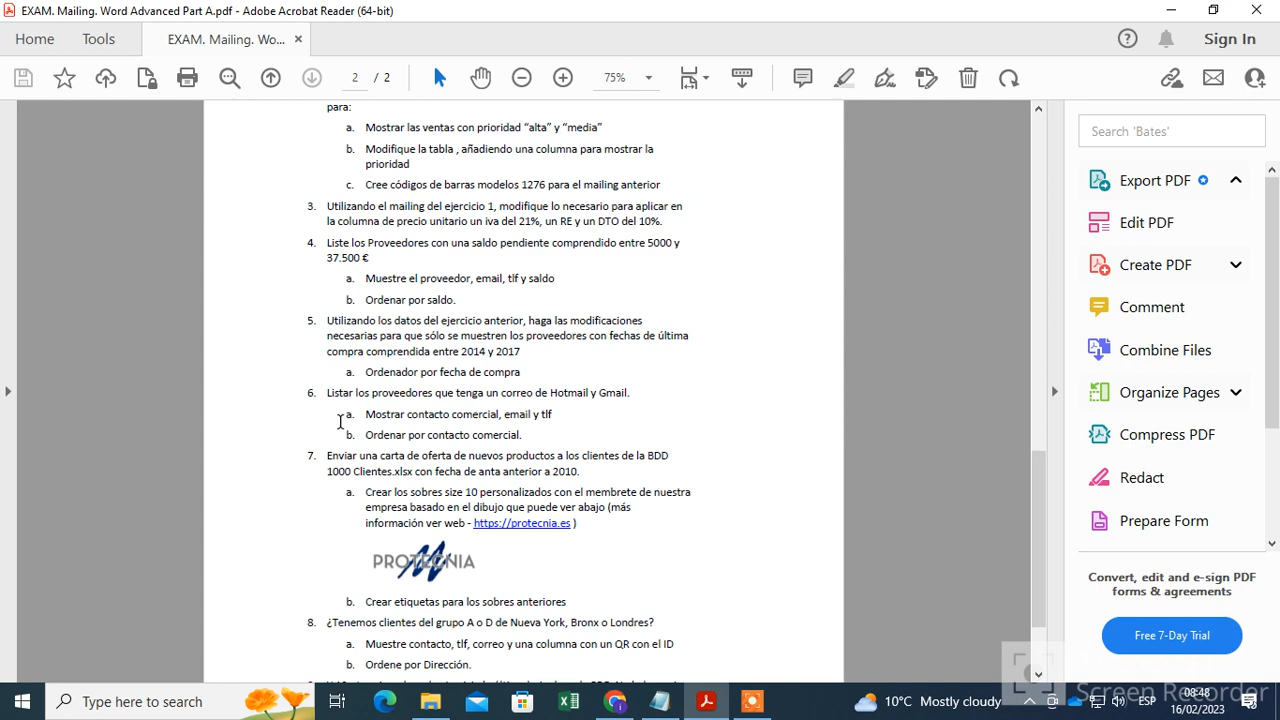 EXAM. Mailing. Word Advanced Part A.pdf - Adobe Acrobat Reader (64-bit)
Home
Tools
EXAM. Mailing. Wo...
Sign In
2 / 2
75%
para:
a. Mostrar las ventas con prioridad “alta” y “media”
b. Modifique la tabla , añadiendo una columna para mostrar la
prioridad
c. Cree códigos de barras modelos 1276 para el mailing anterior
3. Utilizando el mailing del ejercicio 1, modifique lo necesario para aplicar en
la columna de precio unitario un iva del 21%, un RE y un DTO del 10%.
4. Liste los Proveedores con una saldo pendiente comprendido entre 5000 y
37.500 €
a. Muestre el proveedor, email, tlf y saldo
b. Ordenar por saldo.
5. Utilizando los datos del ejercicio anterior, haga las modificaciones
necesarias para que sólo se muestren los proveedores con fechas de última
compra comprendida entre 2014 y 2017
a. Ordenador por fecha de compra
6. Listar los proveedores que tenga un correo de Hotmail y Gmail.
a. Mostrar contacto comercial, email y tlf
b. Ordenar por contacto comercial.
7. Enviar una carta de oferta de nuevos productos a los clientes de la BDD
1000 Clientes.xlsx con fecha de anta anterior a 2010.
a. Crear los sobres size 10 personalizados con el membrete de nuestra
empresa basado en el dibujo que puede ver abajo (más
información ver web - https://protecnia.es )
PROTECNIA
b. Crear etiquetas para los sobres anteriores
8. ¿Tenemos clientes del grupo A o D de Nueva York, Bronx o Londres?
a. Muestre contacto, tlf, correo y una columna con un QR con el ID
b. Ordene por Dirección.
Search 'Bates'
Export PDF
Edit PDF
Create PDF
Comment
Combine Files
Organize Pages
Compress PDF
Redact
Prepare Form
Convert, edit and e-sign PDF
forms & agreements
Free 7-Day Trial
Screen Recorder
Type here to search
10°C Mostly cloudy
ESP
08:48
16/02/2023